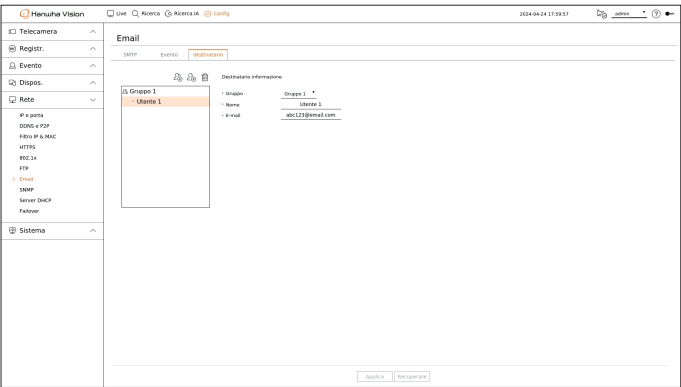 Hanwha Vision
Live Ricerca Ricerca IA Config
2024-04-24 17:59:57
admin
Telecamera
Registr.
Evento
Dispos.
Rete
IP e porta
DDNS e P2P
Filtro IP & MAC
HTTPS
802.1x
FTP
Email
SNMP
Server DHCP
Failover
Sistema
Email
SMTP Evento destinatario
Gruppo 1
Utente 1
Destinatario informazione
Gruppo Gruppo 1
Nome Utente 1
E-mail abc123@email.com
Applica Recuperare